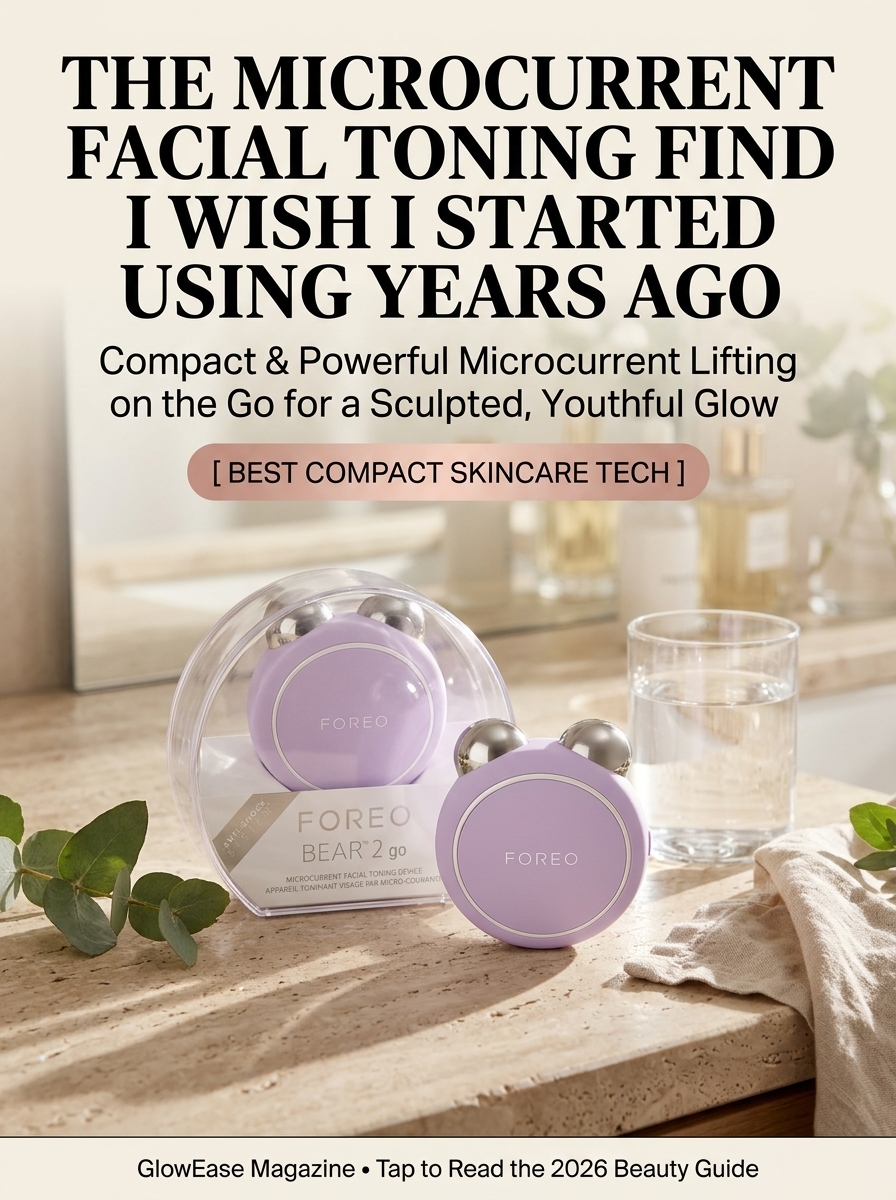 THE MICROCURRENT
FACIAL TONING FIND
I WISH I STARTED
USING YEARS AGO
Compact & Powerful Microcurrent Lifting
on the Go for a Sculpted, Youthful Glow
[ BEST COMPACT SKINCARE TECH ]
FOREO
FOREO
BEAR™ 2 go
MICROCURRENT FACIAL TONING DEVICE
APPAREIL TONIFIANT VISAGE PAR MICRO-COURANT
FOREO
GlowEase Magazine • Tap to Read the 2026 Beauty Guide